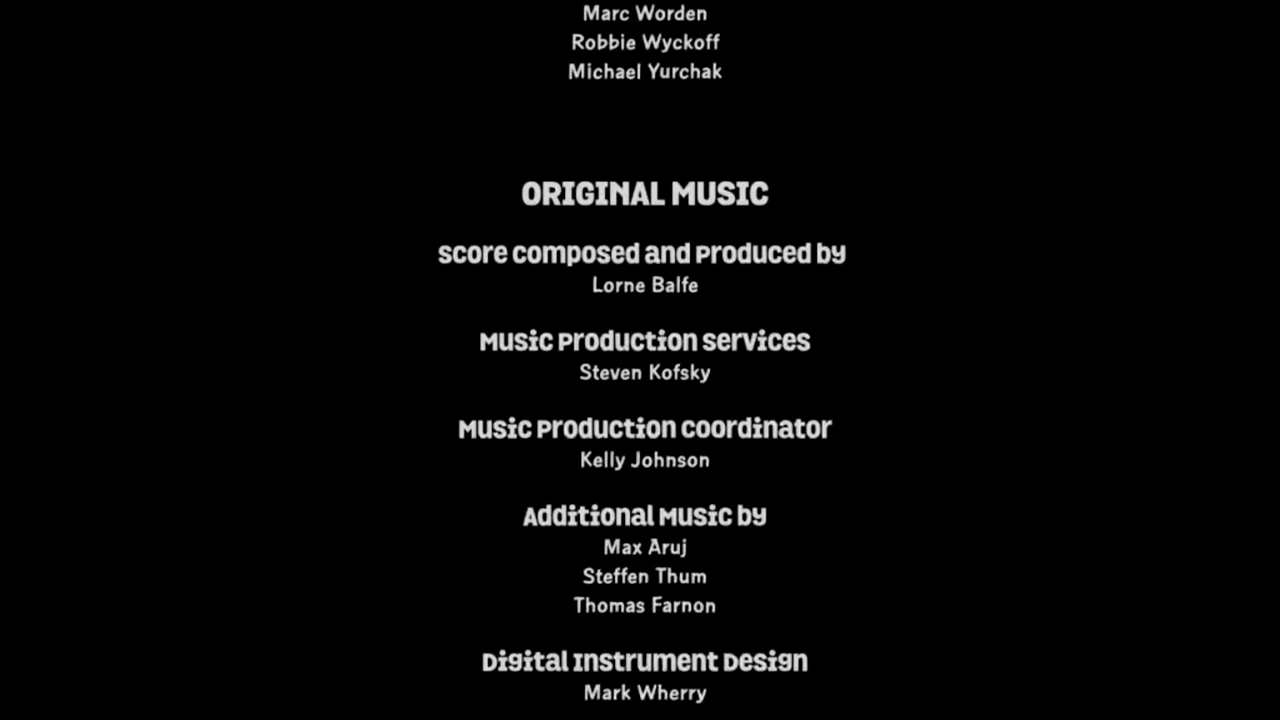 Marc Worden
Robbie Wyckoff
Michael Yurchak
ORIGINAL MUSIC
Score Composed and Produced by
Lorne Balfe
Music Production Services
Steven Kofsky
Music Production Coordinator
Kelly Johnson
Additional Music by
Max Aruj
Steffen Thum
Thomas Farnon
Digital Instrument Design
Mark Wherry